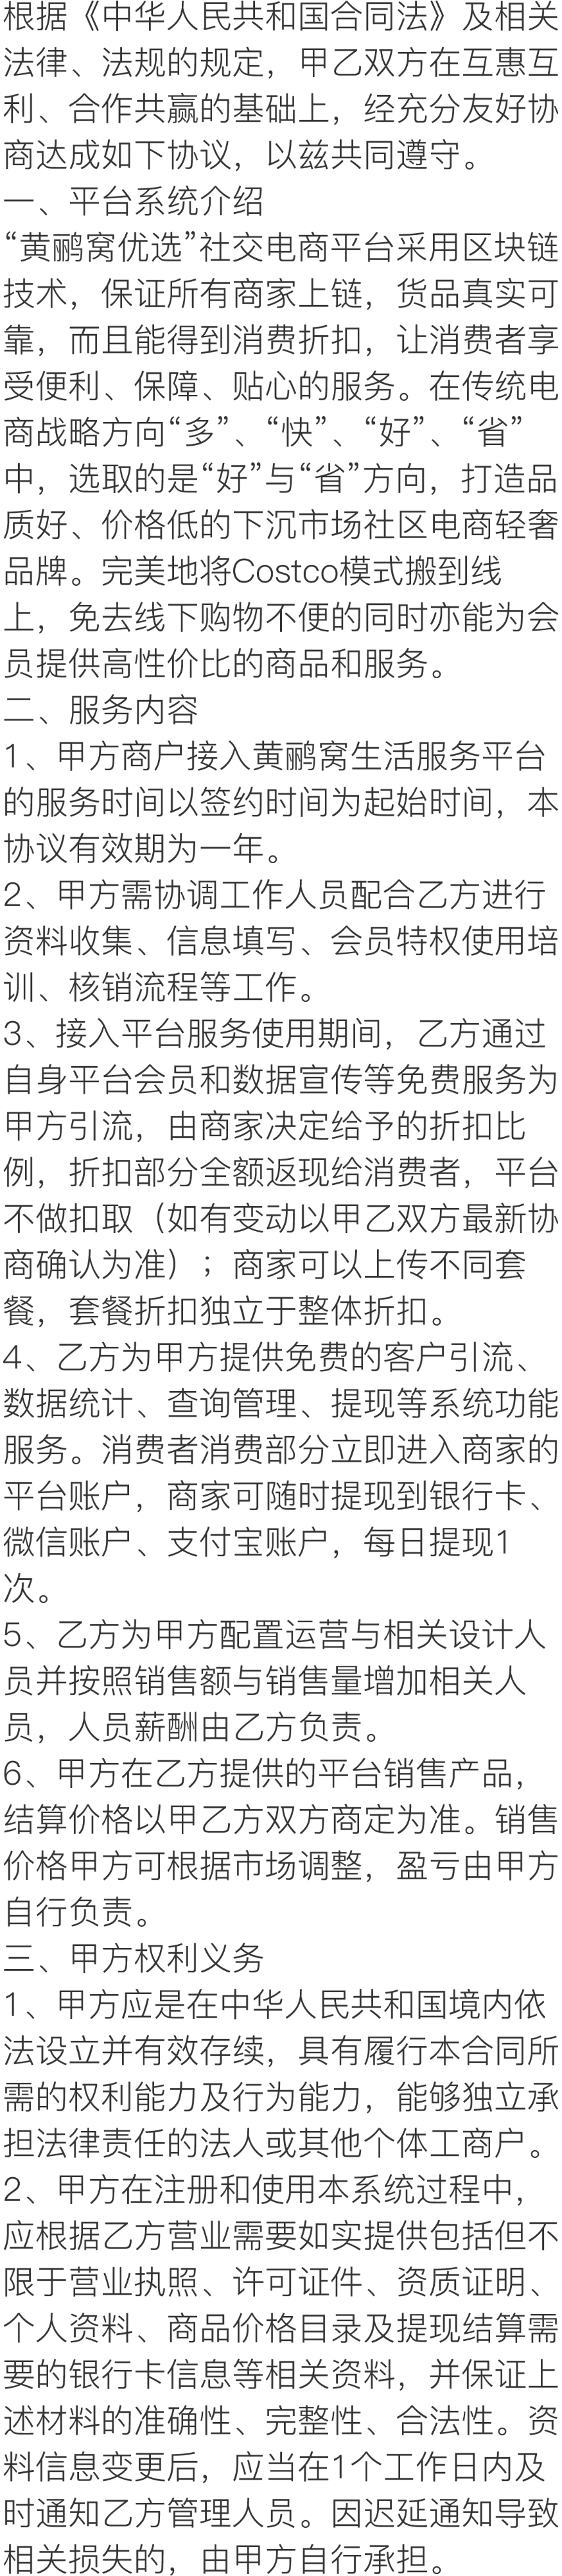 根据《中华人民共和国合同法》及相关
法律、法规的规定，甲乙双方在互惠互
利、合作共赢的基础上，经充分友好协
商达成如下协议，以兹共同遵守。
一、平台系统介绍
“黄鹂窝优选”社交电商平台采用区块链
技术，保证所有商家上链，货品真实可
靠，而且能得到消费折扣，让消费者享
受便利、保障、贴心的服务。在传统电
商战略方向“多”、“快”、“好”、“省”
中，选取的是“好”与“省”方向，打造品
质好、价格低的下沉市场社区电商轻奢
品牌。完美地将Costco模式搬到线
上，免去线下购物不便的同时亦能为会
员提供高性价比的商品和服务。
二、服务内容
1、甲方商户接入黄鹂窝生活服务平台
的服务时间以签约时间为起始时间，本
协议有效期为一年。
2、甲方需协调工作人员配合乙方进行
资料收集、信息填写、会员特权使用培
训、核销流程等工作。
3、接入平台服务使用期间，乙方通过
自身平台会员和数据宣传等免费服务为
甲方引流，由商家决定给予的折扣比
例，折扣部分全额返现给消费者，平台
不做扣取（如有变动以甲乙双方最新协
商确认为准）；商家可以上传不同套
餐，套餐折扣独立于整体折扣。
4、乙方为甲方提供免费的客户引流、
数据统计、查询管理、提现等系统功能
服务。消费者消费部分立即进入商家的
平台账户，商家可随时提现到银行卡、
微信账户、支付宝账户，每日提现1
次。
5、乙方为甲方配置运营与相关设计人
员并按照销售额与销售量增加相关人
员，人员薪酬由乙方负责。
6、甲方在乙方提供的平台销售产品，
结算价格以甲乙方双方商定为准。销售
价格甲方可根据市场调整，盈亏由甲方
自行负责。
三、甲方权利义务
1、甲方应是在中华人民共和国境内依
法设立并有效存续，具有履行本合同所
需的权利能力及行为能力，能够独立承
担法律责任的法人或其他个体工商户。
2、甲方在注册和使用本系统过程中，
应根据乙方营业需要如实提供包括但不
限于营业执照、许可证件、资质证明、
个人资料、商品价格目录及提现结算需
要的银行卡信息等相关资料，并保证上
述材料的准确性、完整性、合法性。资
料信息变更后，应当在1个工作日内及
时通知乙方管理人员。因迟延通知导致
相关损失的，由甲方自行承担。